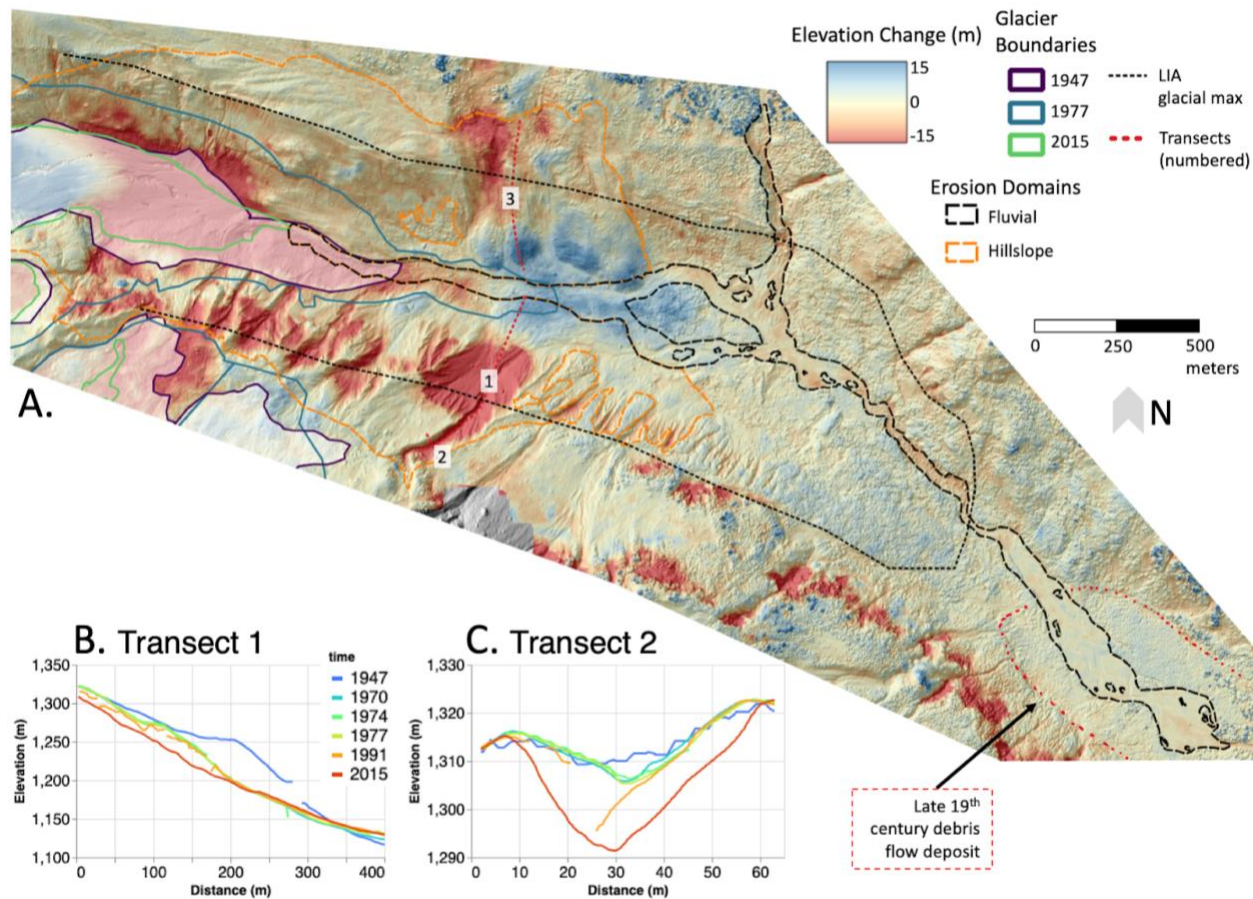 Elevation Change (m)
15
0
-15
Glacier
Boundaries
1947
1977
2015
LIA
glacial max
Transects
(numbered)
Erosion Domains
Fluvial
Hillslope
0
250
500
meters
N
3
1
2
A.
B. Transect 1
time
1947
1970
1974
1977
1991
2015
1,350
1,300
1,250
1,200
1,150
1,100
Elevation (m)
0
100
200
300
400
Distance (m)
C. Transect 2
1,330
1,320
1,310
1,300
1,290
Elevation (m)
0
10
20
30
40
50
60
Distance (m)
Late 19th
century debris
flow deposit